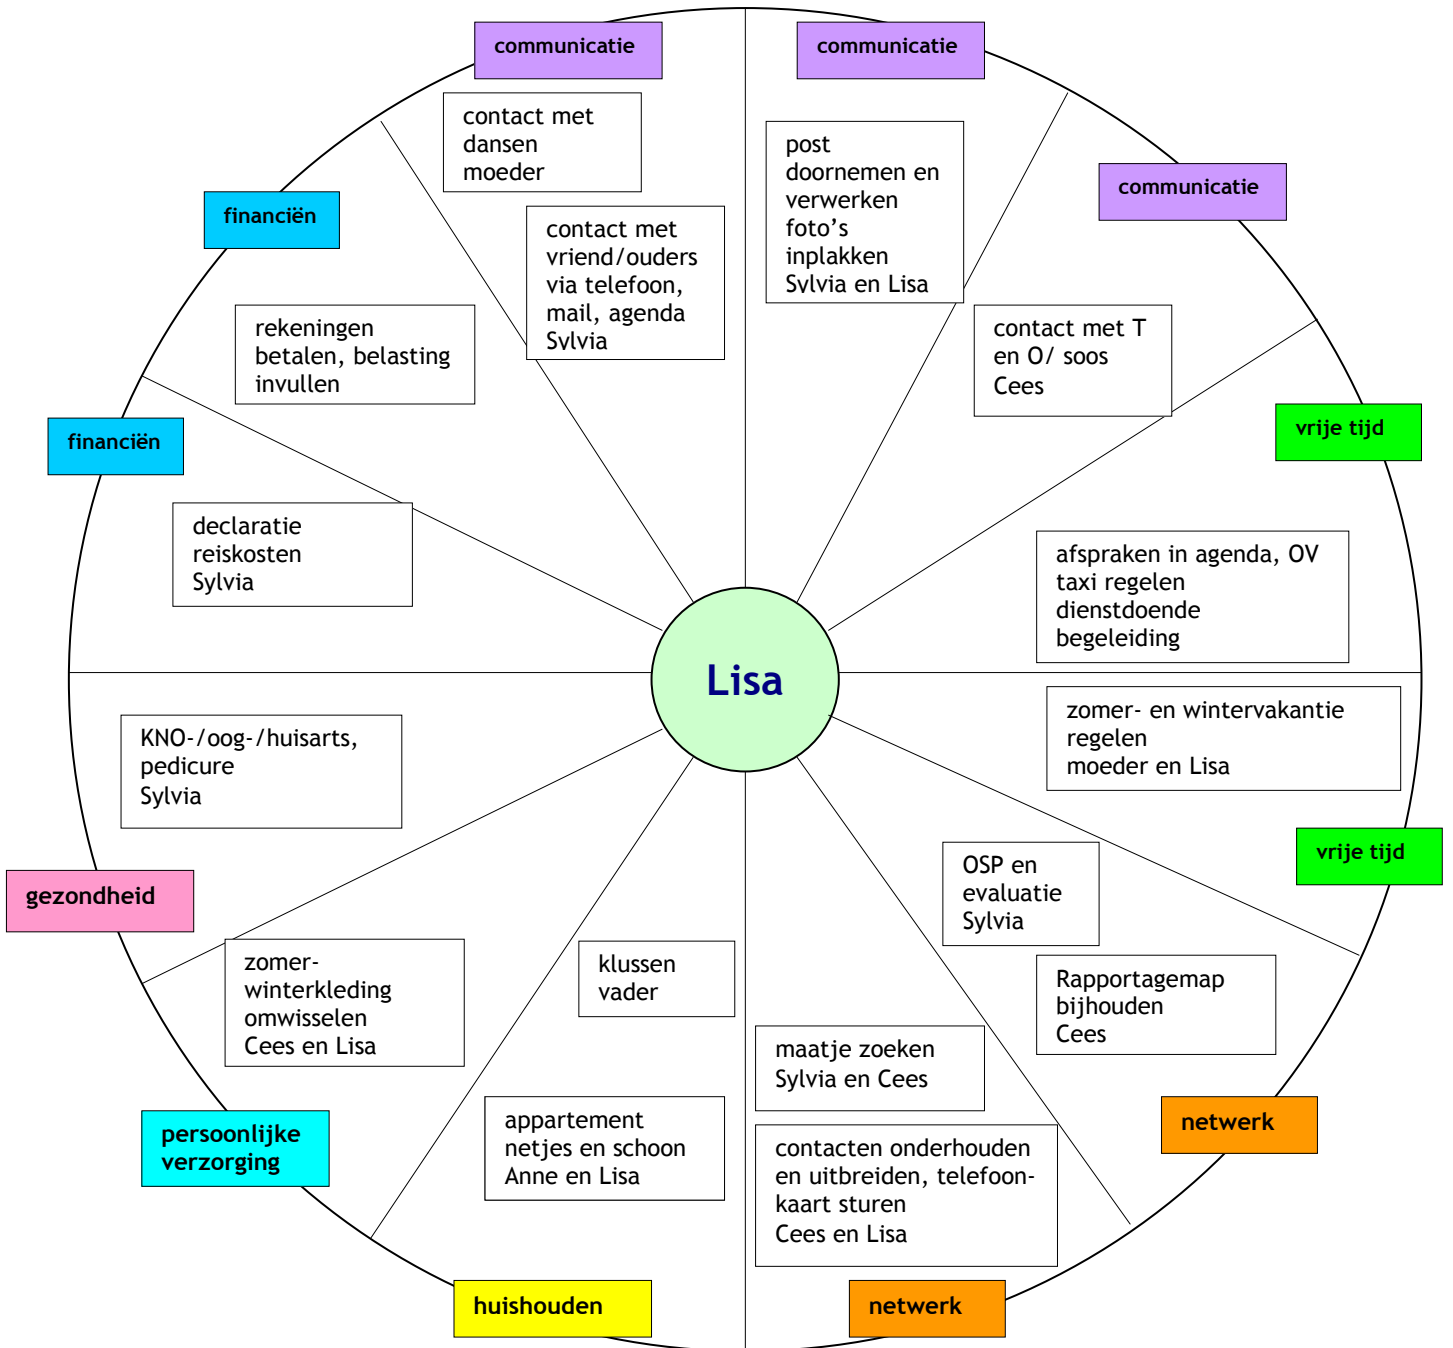 communicatie
communicatie
contact met
dansen
moeder
post
doornemen en
verwerken
foto’s
inplakken
Sylvia en Lisa
communicatie
financiën
contact met
vriend/ouders
via telefoon,
mail, agenda
Sylvia
rekeningen
betalen, belasting
invullen
contact met T
en O/ soos
Cees
financiën
vrije tijd
declaratie
reiskosten
Sylvia
afspraken in agenda, OV
taxi regelen
dienstdoende
begeleiding
Lisa
KNO-/oog-/huisarts,
pedicure
Sylvia
zomer- en wintervakantie
regelen
moeder en Lisa
gezondheid
vrije tijd
OSP en
evaluatie
Sylvia
zomer-
winterkleding
omwisselen
Cees en Lisa
klussen
vader
Rapportagemap
bijhouden
Cees
maatje zoeken
Sylvia en Cees
persoonlijke
verzorging
appartement
netjes en schoon
Anne en Lisa
contacten onderhouden
en uitbreiden, telefoon-
kaart sturen
Cees en Lisa
netwerk
huishouden
netwerk